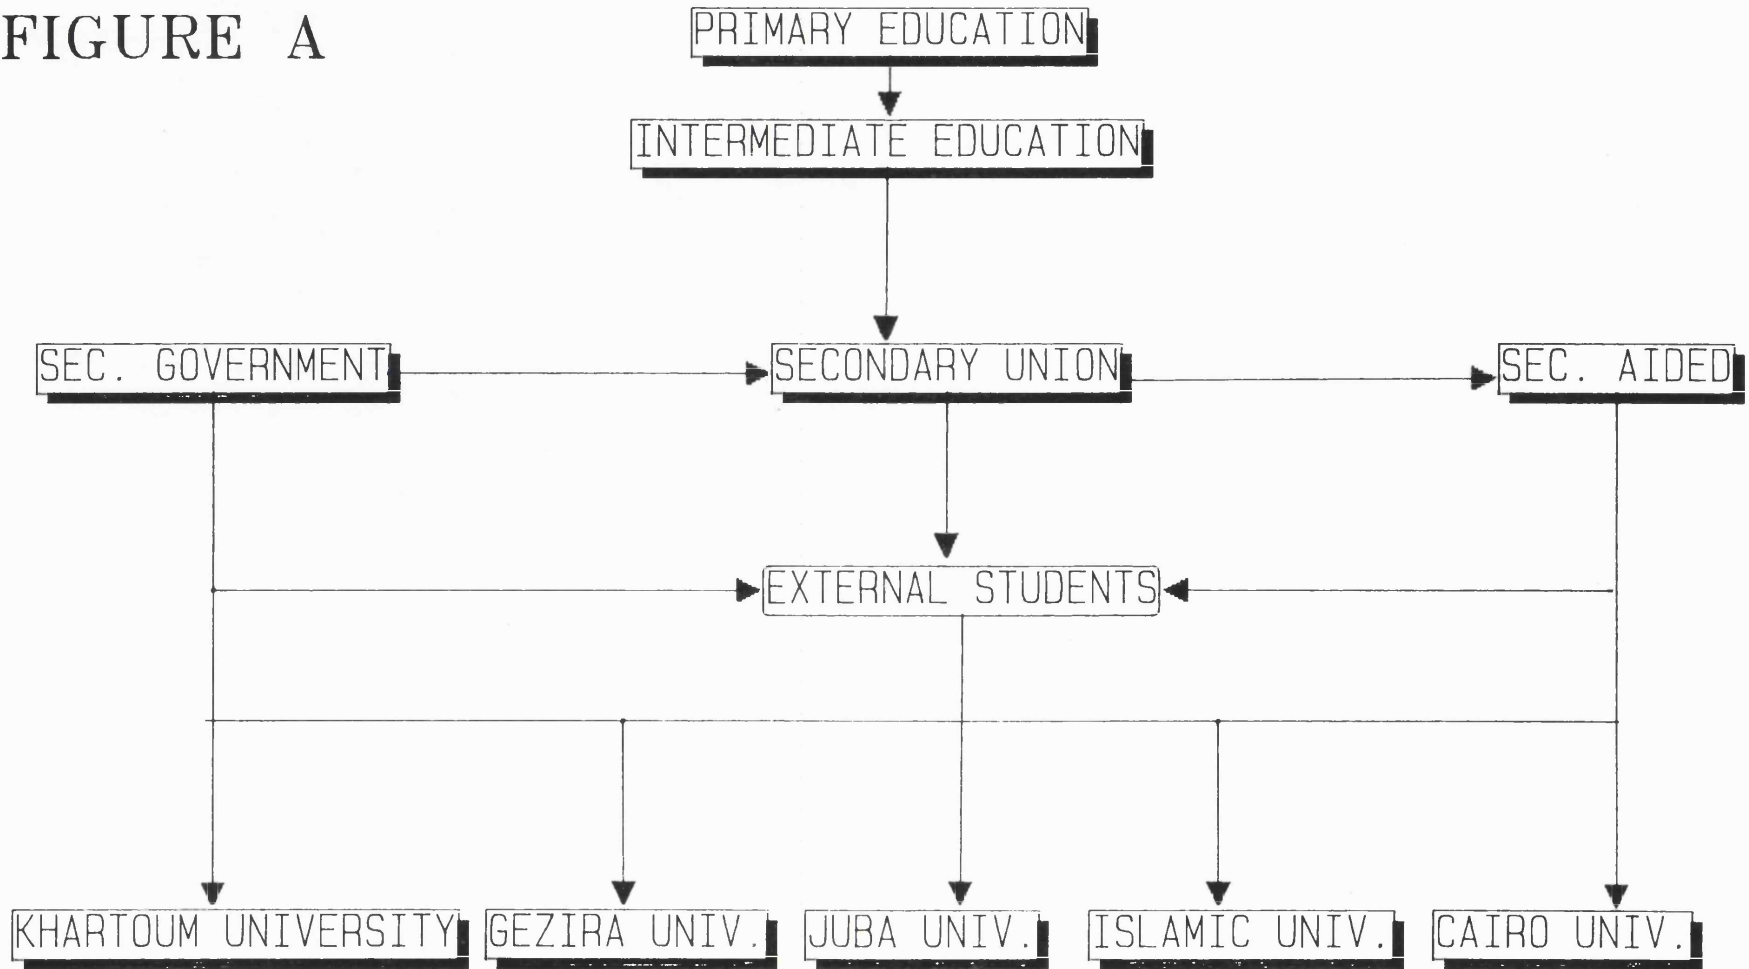 FIGURE A
PRIMARY EDUCATION
INTERMEDIATE EDUCATION
SEC. GOVERNMENT
SECONDARY UNION
SEC. AIDED
EXTERNAL STUDENTS
KHARTOUM UNIVERSITY
GEZIRA UNIV.
JUBA UNIV.
ISLAMIC UNIV.
CAIRO UNIV.